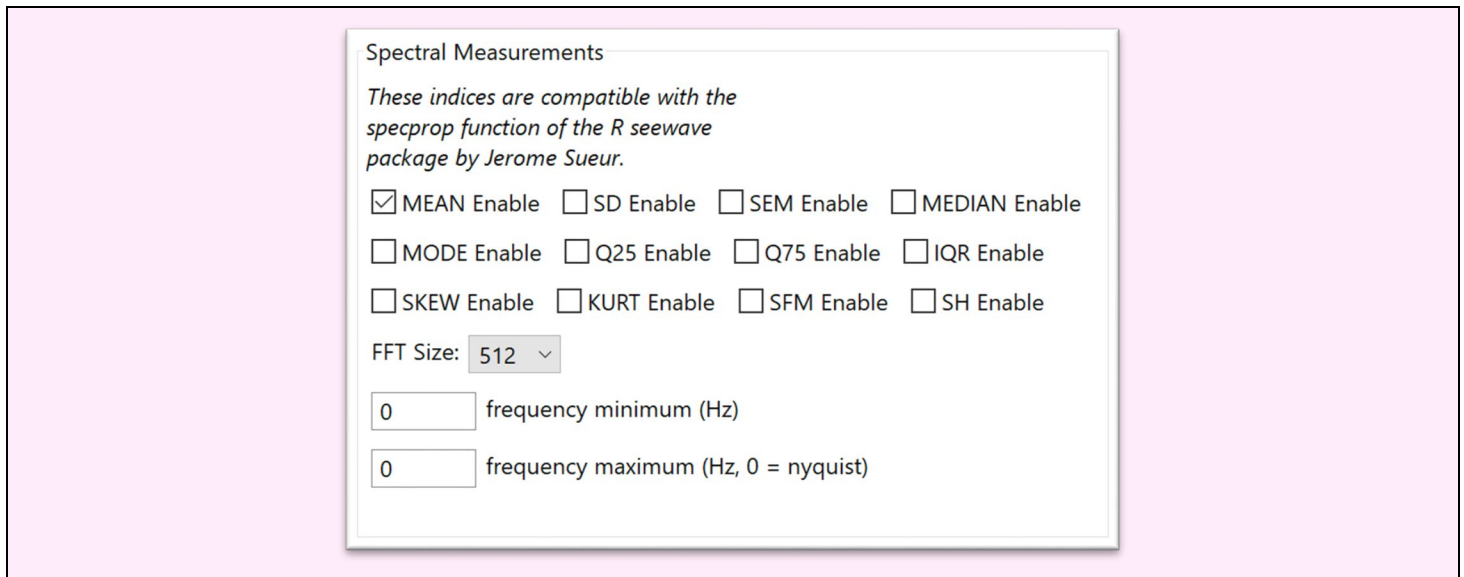 Spectral Measurements
These indices are compatible with the
specprop function of the R seewave
package by Jerome Sueur.
MEAN Enable SD Enable SEM Enable MEDIAN Enable
MODE Enable Q25 Enable Q75 Enable IQR Enable
SKEW Enable KURT Enable SFM Enable SH Enable
FFT Size: 512
0 frequency minimum (Hz)
0 frequency maximum (Hz, 0 = nyquist)